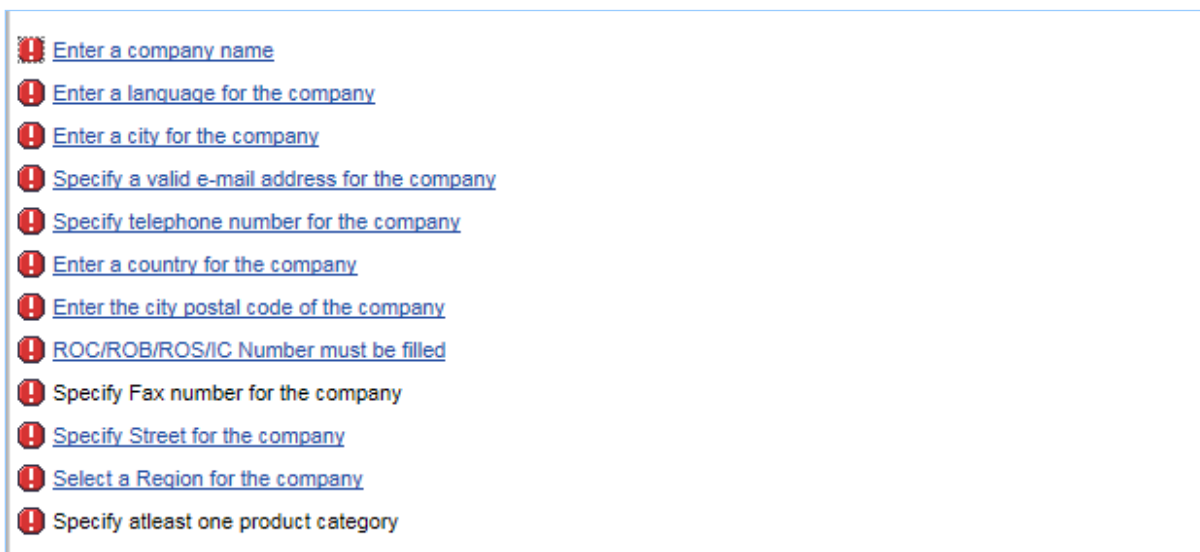 Enter a company name
Enter a language for the company
Enter a city for the company
Specify a valid e-mail address for the company
Specify telephone number for the company
Enter a country for the company
Enter the city postal code of the company
ROC/ROB/ROS/IC Number must be filled
Specify Fax number for the company
Specify Street for the company
Select a Region for the company
Specify atleast one product category